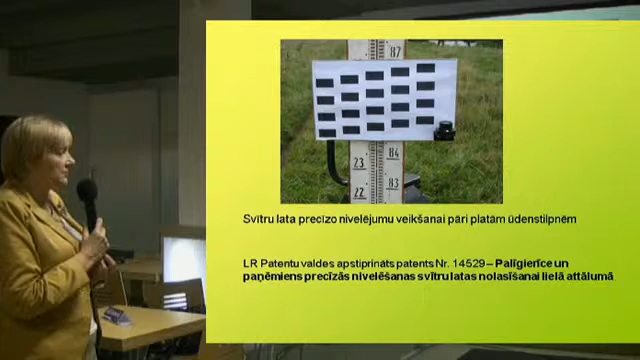 87
84
23
83
22
Svītru lata precīzo nivelējumu veikšanai pāri platām ūdenstilpnēm
LR Patentu valdes apstiprināts patents Nr. 14529 – Palīgierīce un
paņēmiens precīzās nivelēšanas svītru latas nolasīšanai lielā attālumā